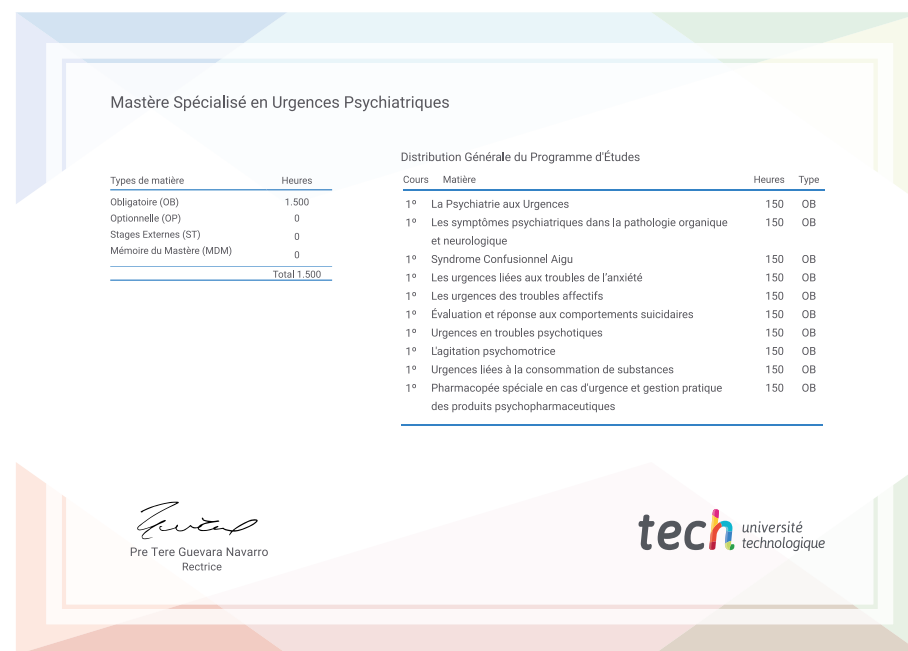 Mastère Spécialisé en Urgences Psychiatriques
Types de matière Heures
Obligatoire (OB) 1.500
Optionnelle (OP) 0
Stages Externes (ST) 0
Mémoire du Mastère (MDM) 0
Total 1.500
Distribution Générale du Programme d'Études
Cours Matière Heures Type
1º La Psychiatrie aux Urgences 150 OB
1º Les symptômes psychiatriques dans la pathologie organique 150 OB
et neurologique
1º Syndrome Confusionnel Aigu 150 OB
1º Les urgences liées aux troubles de l'anxiété 150 OB
1º Les urgences des troubles affectifs 150 OB
1º Évaluation et réponse aux comportements suicidaires 150 OB
1º Urgences en troubles psychotiques 150 OB
1º L'agitation psychomotrice 150 OB
1º Urgences liées à la consommation de substances 150 OB
1º Pharmacopée spéciale en cas d'urgence et gestion pratique 150 OB
des produits psychopharmaceutiques
Pre Tere Guevara Navarro
Rectrice
tech université
technologique